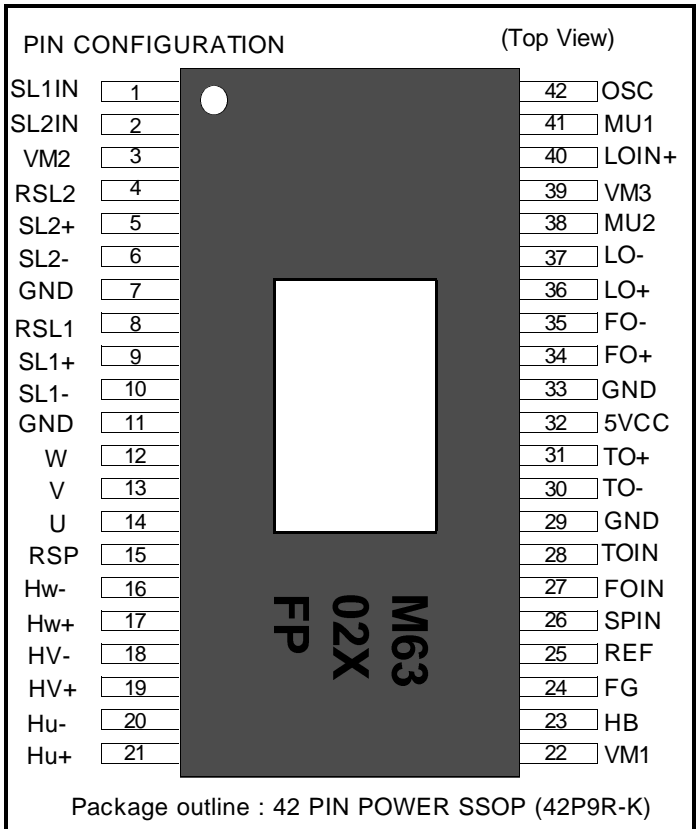 PIN CONFIGURATION (Top View)
SL1IN 1 42 OSC
SL2IN 2 41 MU1
VM2 3 40 LOIN+
RSL2 4 39 VM3
SL2+ 5 38 MU2
SL2- 6 37 LO-
GND 7 36 LO+
RSL1 8 35 FO-
SL1+ 9 34 FO+
SL1- 10 33 GND
GND 11 32 5VCC
W 12 31 TO+
V 13 30 TO-
U 14 29 GND
RSP 15 28 TOIN
Hw- 16 27 FOIN
Hw+ 17 26 SPIN
HV- 18 25 REF
HV+ 19 24 FG
Hu- 20 23 HB
Hu+ 21 22 VM1
M63
02X
FP
Package outline : 42 PIN POWER SSOP (42P9R-K)